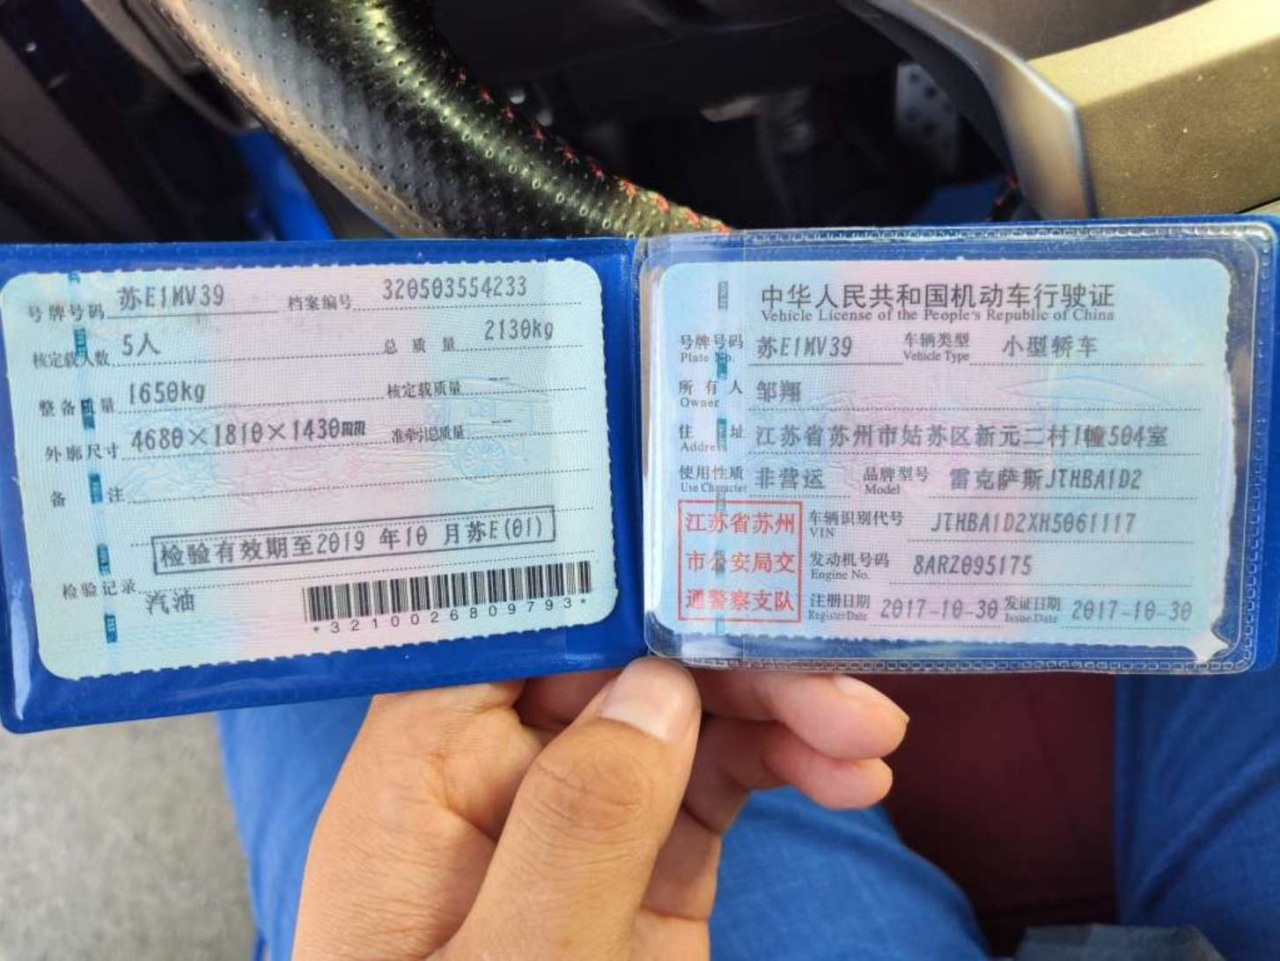 号牌号码 苏E1MV39 档案编号 320503554233
核定载人数 5人 总质量 2130kg
整备质量 1650kg 核定载质量
外廓尺寸 4680×1810×1430mm 准牵引总质量
备注
检验有效期至2019年10月苏E(01)
检验记录
汽油
*3210026809793*
中华人民共和国机动车行驶证
Vehicle License of the People's Republic of China
号牌号码 苏E1MV39 车辆类型 小型轿车
Plate No. Vehicle Type
所有人 邹翔
Owner
住址 江苏省苏州市姑苏区新元二村1幢504室
Address
使用性质 非营运 品牌型号 雷克萨斯JTHBA1D2
Use Character Model
江苏省苏州
市公安局交
通警察支队
车辆识别代号 JTHBA1D2XH5061117
VIN
发动机号码 8ARZ095175
Engine No.
注册日期 2017-10-30 发证日期 2017-10-30
Register Date Issue Date